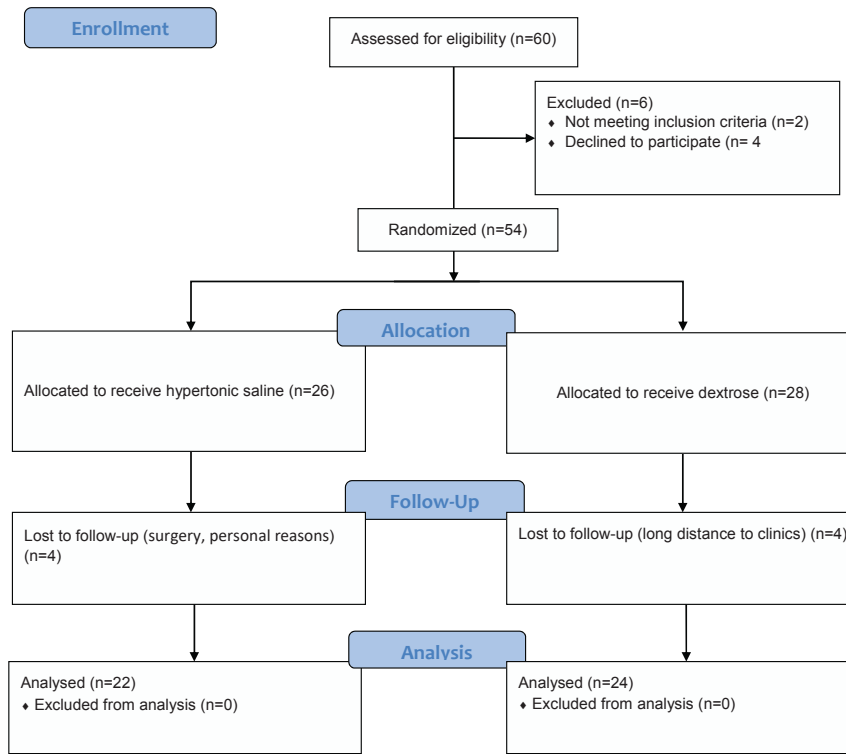 Enrollment
Assessed for eligibility (n=60)
Excluded (n=6)
♦ Not meeting inclusion criteria (n=2)
♦ Declined to participate (n= 4
Randomized (n=54)
Allocation
Allocated to receive hypertonic saline (n=26)
Allocated to receive dextrose (n=28)
Follow-Up
Lost to follow-up (surgery, personal reasons)
(n=4)
Lost to follow-up (long distance to clinics) (n=4)
Analysis
Analysed (n=22)
♦ Excluded from analysis (n=0)
Analysed (n=24)
♦ Excluded from analysis (n=0)